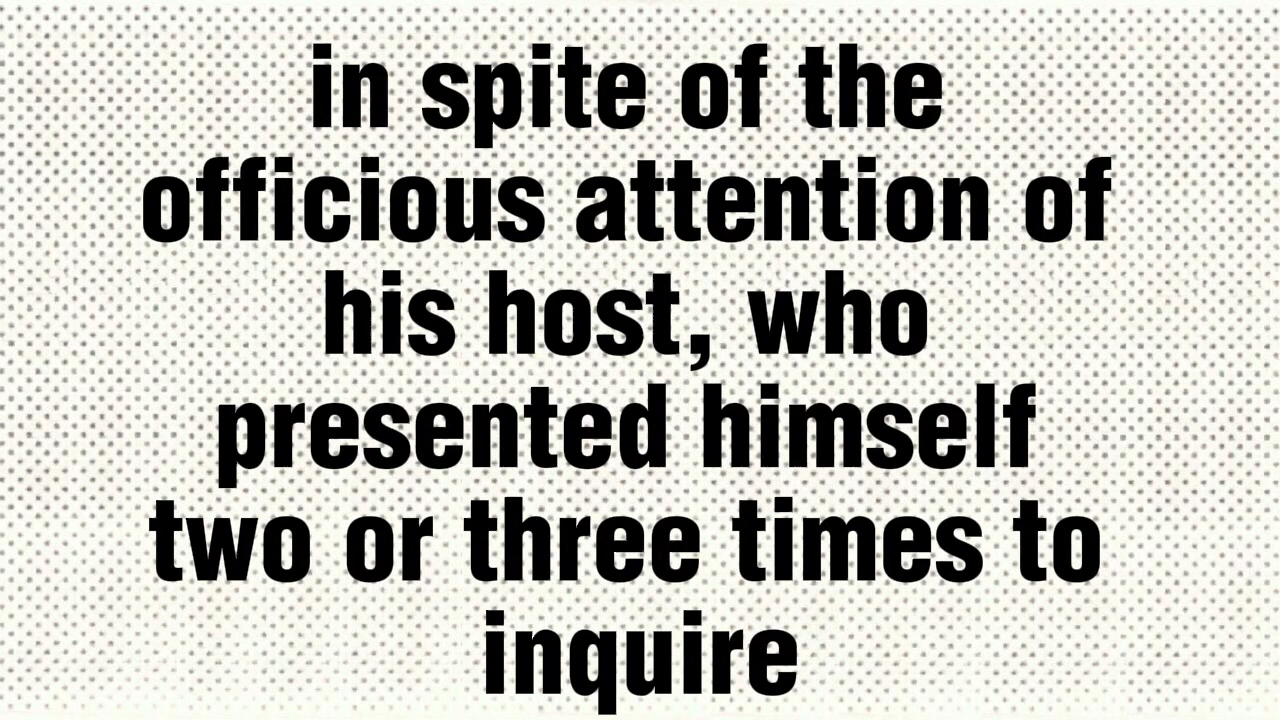 in spite of the
officious attention of
his host, who
presented himself
two or three times to
inquire